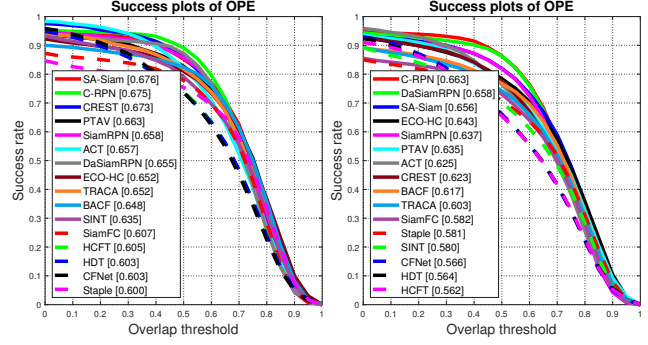 Success plots of OPE
Success rate
1
0.9
0.8
0.7
0.6
0.5
0.4
0.3
0.2
0.1
0
SA-Siam [0.676]
C-RPN [0.675]
CREST [0.673]
PTAV [0.663]
SiamRPN [0.658]
ACT [0.657]
DaSiamRPN [0.655]
ECO-HC [0.652]
TRACA [0.652]
BACF [0.648]
SINT [0.635]
SiamFC [0.607]
HCFT [0.605]
HDT [0.603]
CFNet [0.603]
Staple [0.600]
0 0.1 0.2 0.3 0.4 0.5 0.6 0.7 0.8 0.9 1
Overlap threshold
Success plots of OPE
Success rate
1
0.9
0.8
0.7
0.6
0.5
0.4
0.3
0.2
0.1
0
C-RPN [0.663]
DaSiamRPN [0.658]
SA-Siam [0.656]
ECO-HC [0.643]
SiamRPN [0.637]
PTAV [0.635]
ACT [0.625]
CREST [0.623]
BACF [0.617]
TRACA [0.603]
SiamFC [0.582]
Staple [0.581]
SINT [0.580]
CFNet [0.566]
HDT [0.564]
HCFT [0.562]
0 0.1 0.2 0.3 0.4 0.5 0.6 0.7 0.8 0.9 1
Overlap threshold